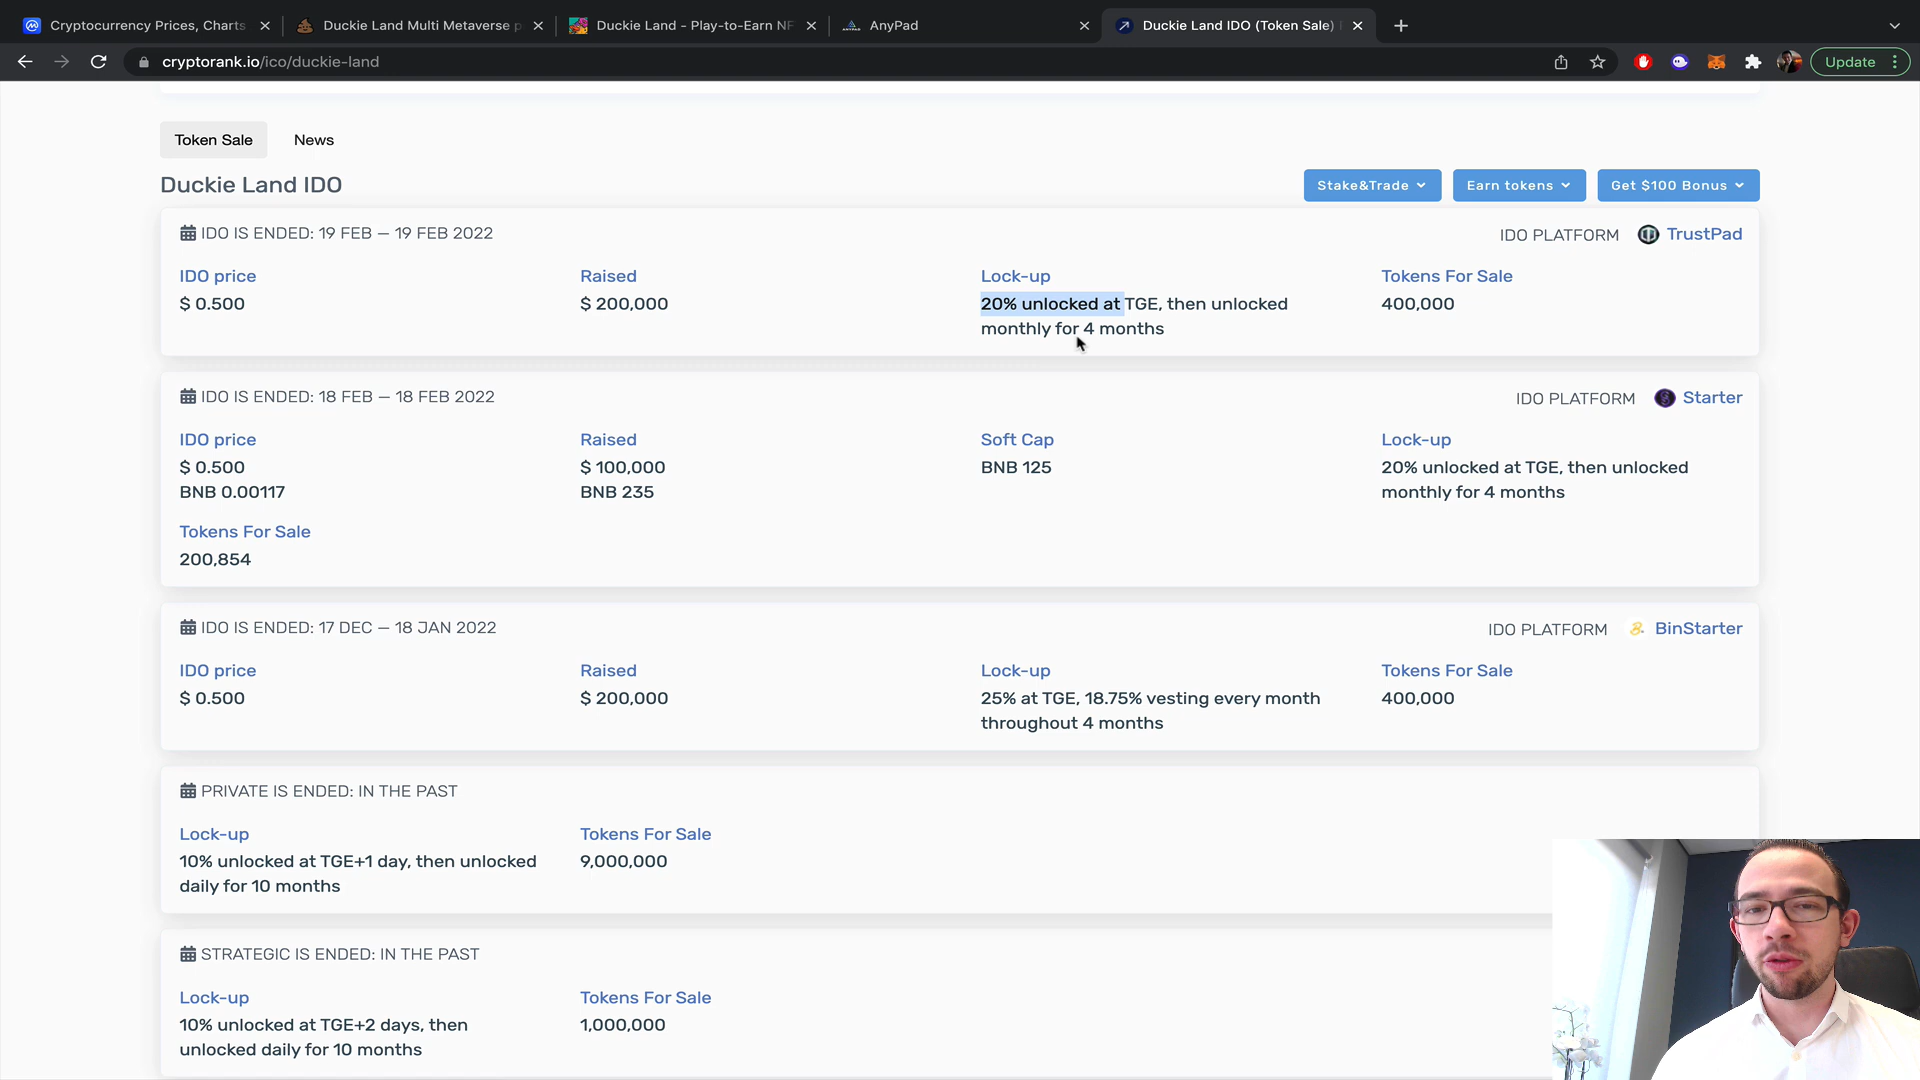 Cryptocurrency Prices, Charts
Duckie Land Multi Metaverse p
Duckie Land - Play-to-Earn NF
AnyPad
Duckie Land IDO (Token Sale)
cryptorank.io/ico/duckie-land
Update
Token Sale
News
Duckie Land IDO
Stake&Trade
Earn tokens
Get $100 Bonus
IDO IS ENDED: 19 FEB — 19 FEB 2022
IDO PLATFORM
TrustPad
IDO price
Raised
Lock-up
Tokens For Sale
$ 0.500
$ 200,000
20% unlocked at TGE, then unlocked
monthly for 4 months
400,000
IDO IS ENDED: 18 FEB — 18 FEB 2022
IDO PLATFORM
Starter
IDO price
Raised
Soft Cap
Lock-up
$ 0.500
BNB 0.00117
$ 100,000
BNB 235
BNB 125
20% unlocked at TGE, then unlocked
monthly for 4 months
Tokens For Sale
200,854
IDO IS ENDED: 17 DEC — 18 JAN 2022
IDO PLATFORM
BinStarter
IDO price
Raised
Lock-up
Tokens For Sale
$ 0.500
$ 200,000
25% at TGE, 18.75% vesting every month
throughout 4 months
400,000
PRIVATE IS ENDED: IN THE PAST
Lock-up
Tokens For Sale
10% unlocked at TGE+1 day, then unlocked
daily for 10 months
9,000,000
STRATEGIC IS ENDED: IN THE PAST
Lock-up
Tokens For Sale
10% unlocked at TGE+2 days, then
unlocked daily for 10 months
1,000,000